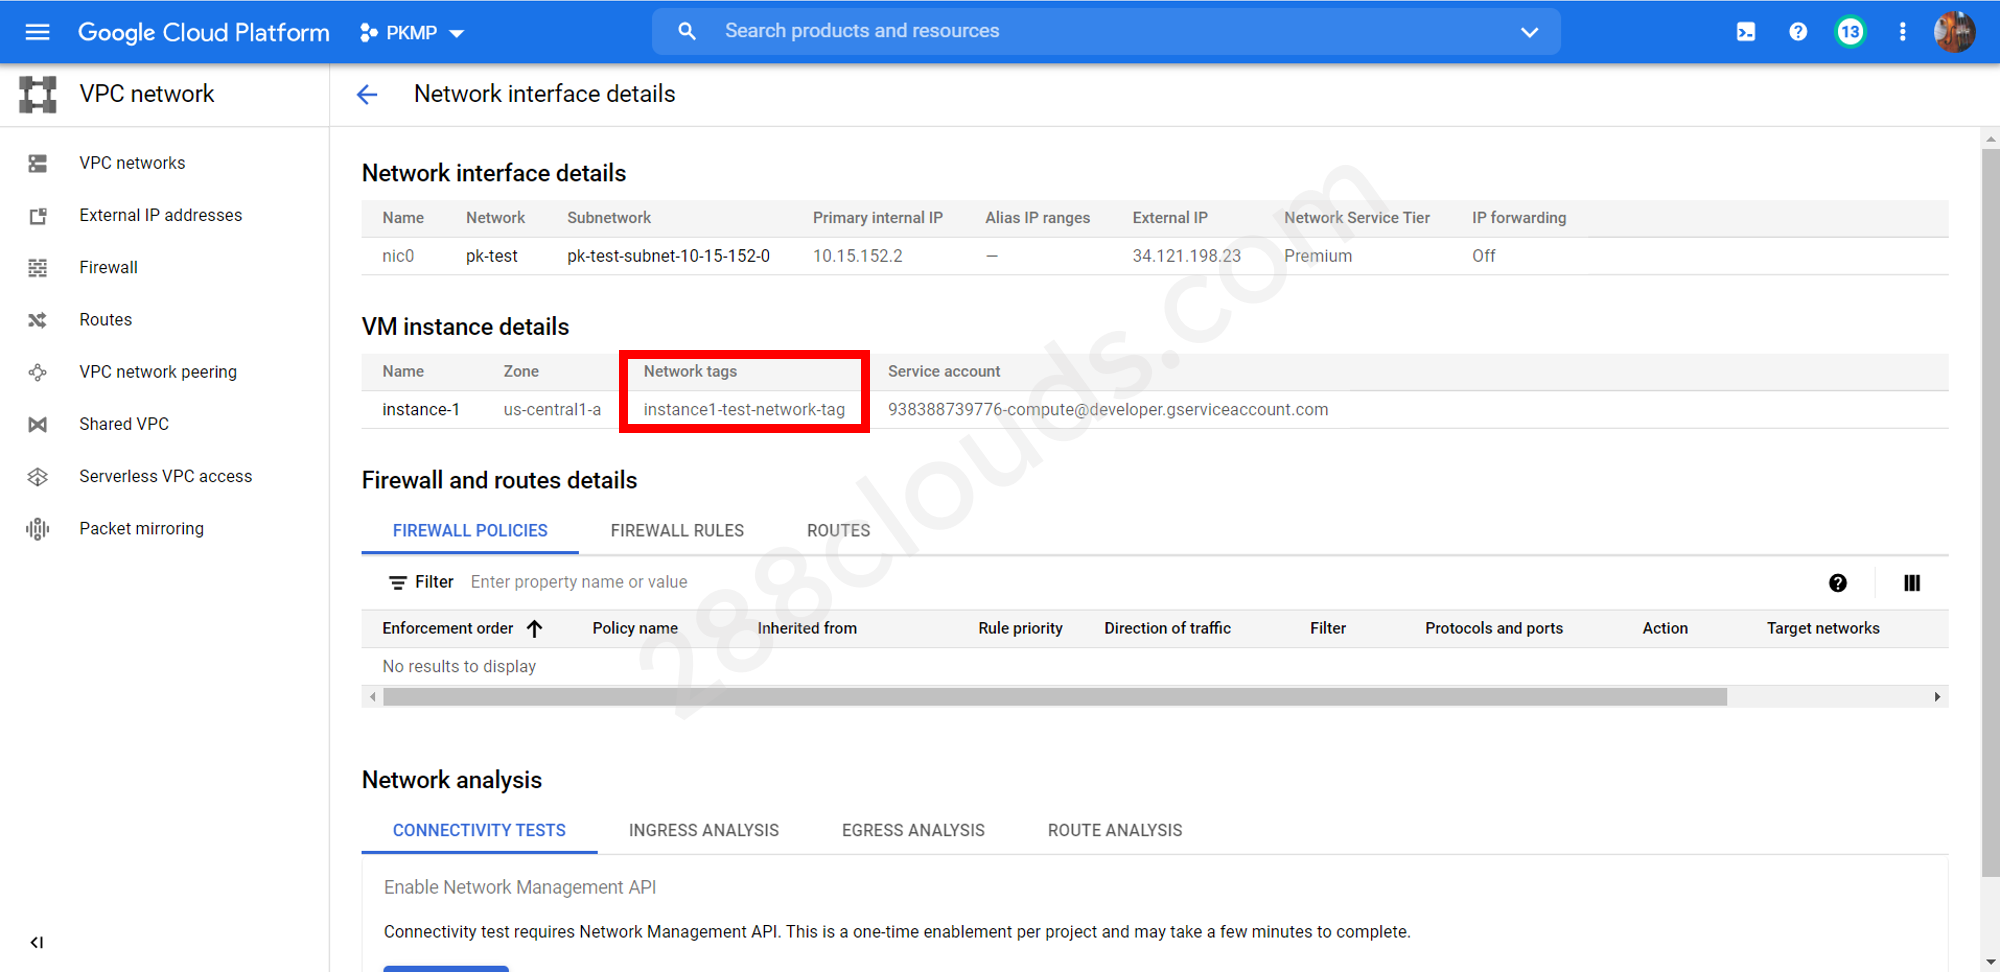 Google Cloud Platform PKMP Search products and resources 13
VPC network
Network interface details
VPC networks
External IP addresses
Firewall
Routes
VPC network peering
Shared VPC
Serverless VPC access
Packet mirroring
Network interface details
Name Network Subnetwork Primary internal IP Alias IP ranges External IP Network Service Tier IP forwarding
nic0 pk-test pk-test-subnet-10-15-152-0 10.15.152.2 — 34.121.198.23 Premium Off
VM instance details
Name Zone Network tags Service account
instance-1 us-central1-a instance1-test-network-tag 938388739776-compute@developer.gserviceaccount.com
Firewall and routes details
FIREWALL POLICIES FIREWALL RULES ROUTES
Filter Enter property name or value
Enforcement order Policy name Inherited from Rule priority Direction of traffic Filter Protocols and ports Action Target networks
No results to display
Network analysis
CONNECTIVITY TESTS INGRESS ANALYSIS EGRESS ANALYSIS ROUTE ANALYSIS
Enable Network Management API
Connectivity test requires Network Management API. This is a one-time enablement per project and may take a few minutes to complete.
288clouds.com